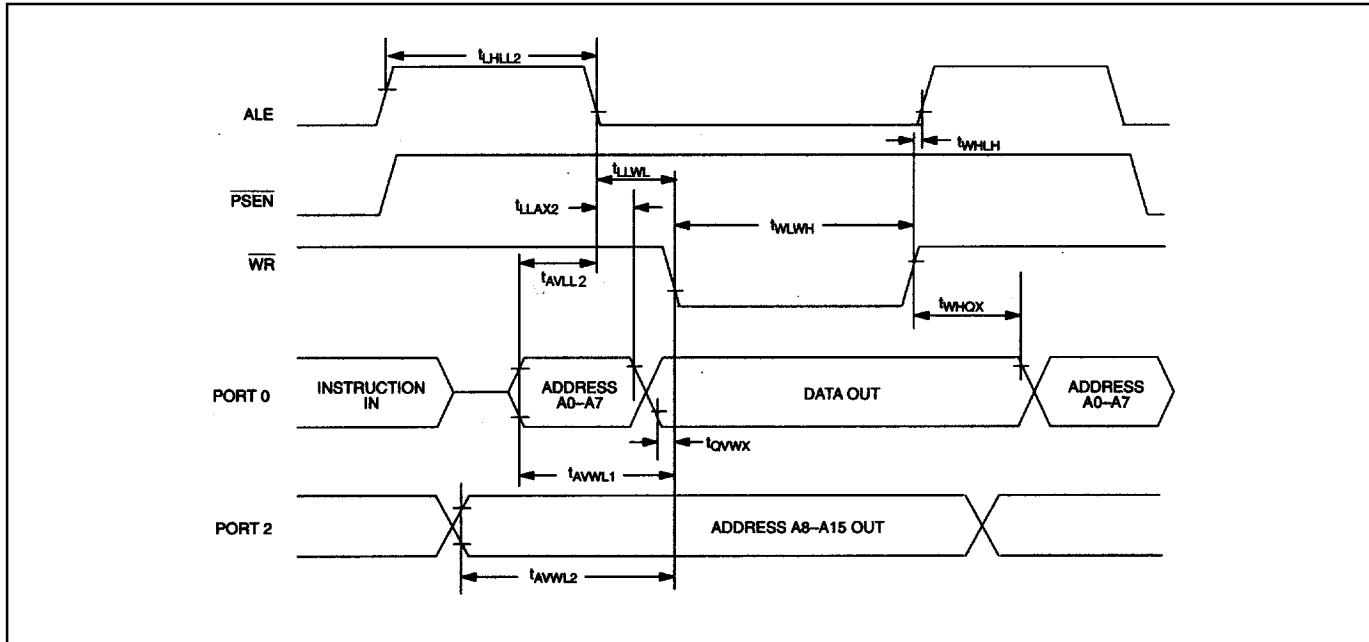 tLHLL2
ALE
tWHLH
tLLWL
PSEN
tLLAX2
tWLWH
WR
tAVLL2
tWHQX
PORT 0
INSTRUCTION
IN
ADDRESS
A0–A7
DATA OUT
ADDRESS
A0–A7
tQVWX
tAVWL1
PORT 2
ADDRESS A8–A15 OUT
tAVWL2